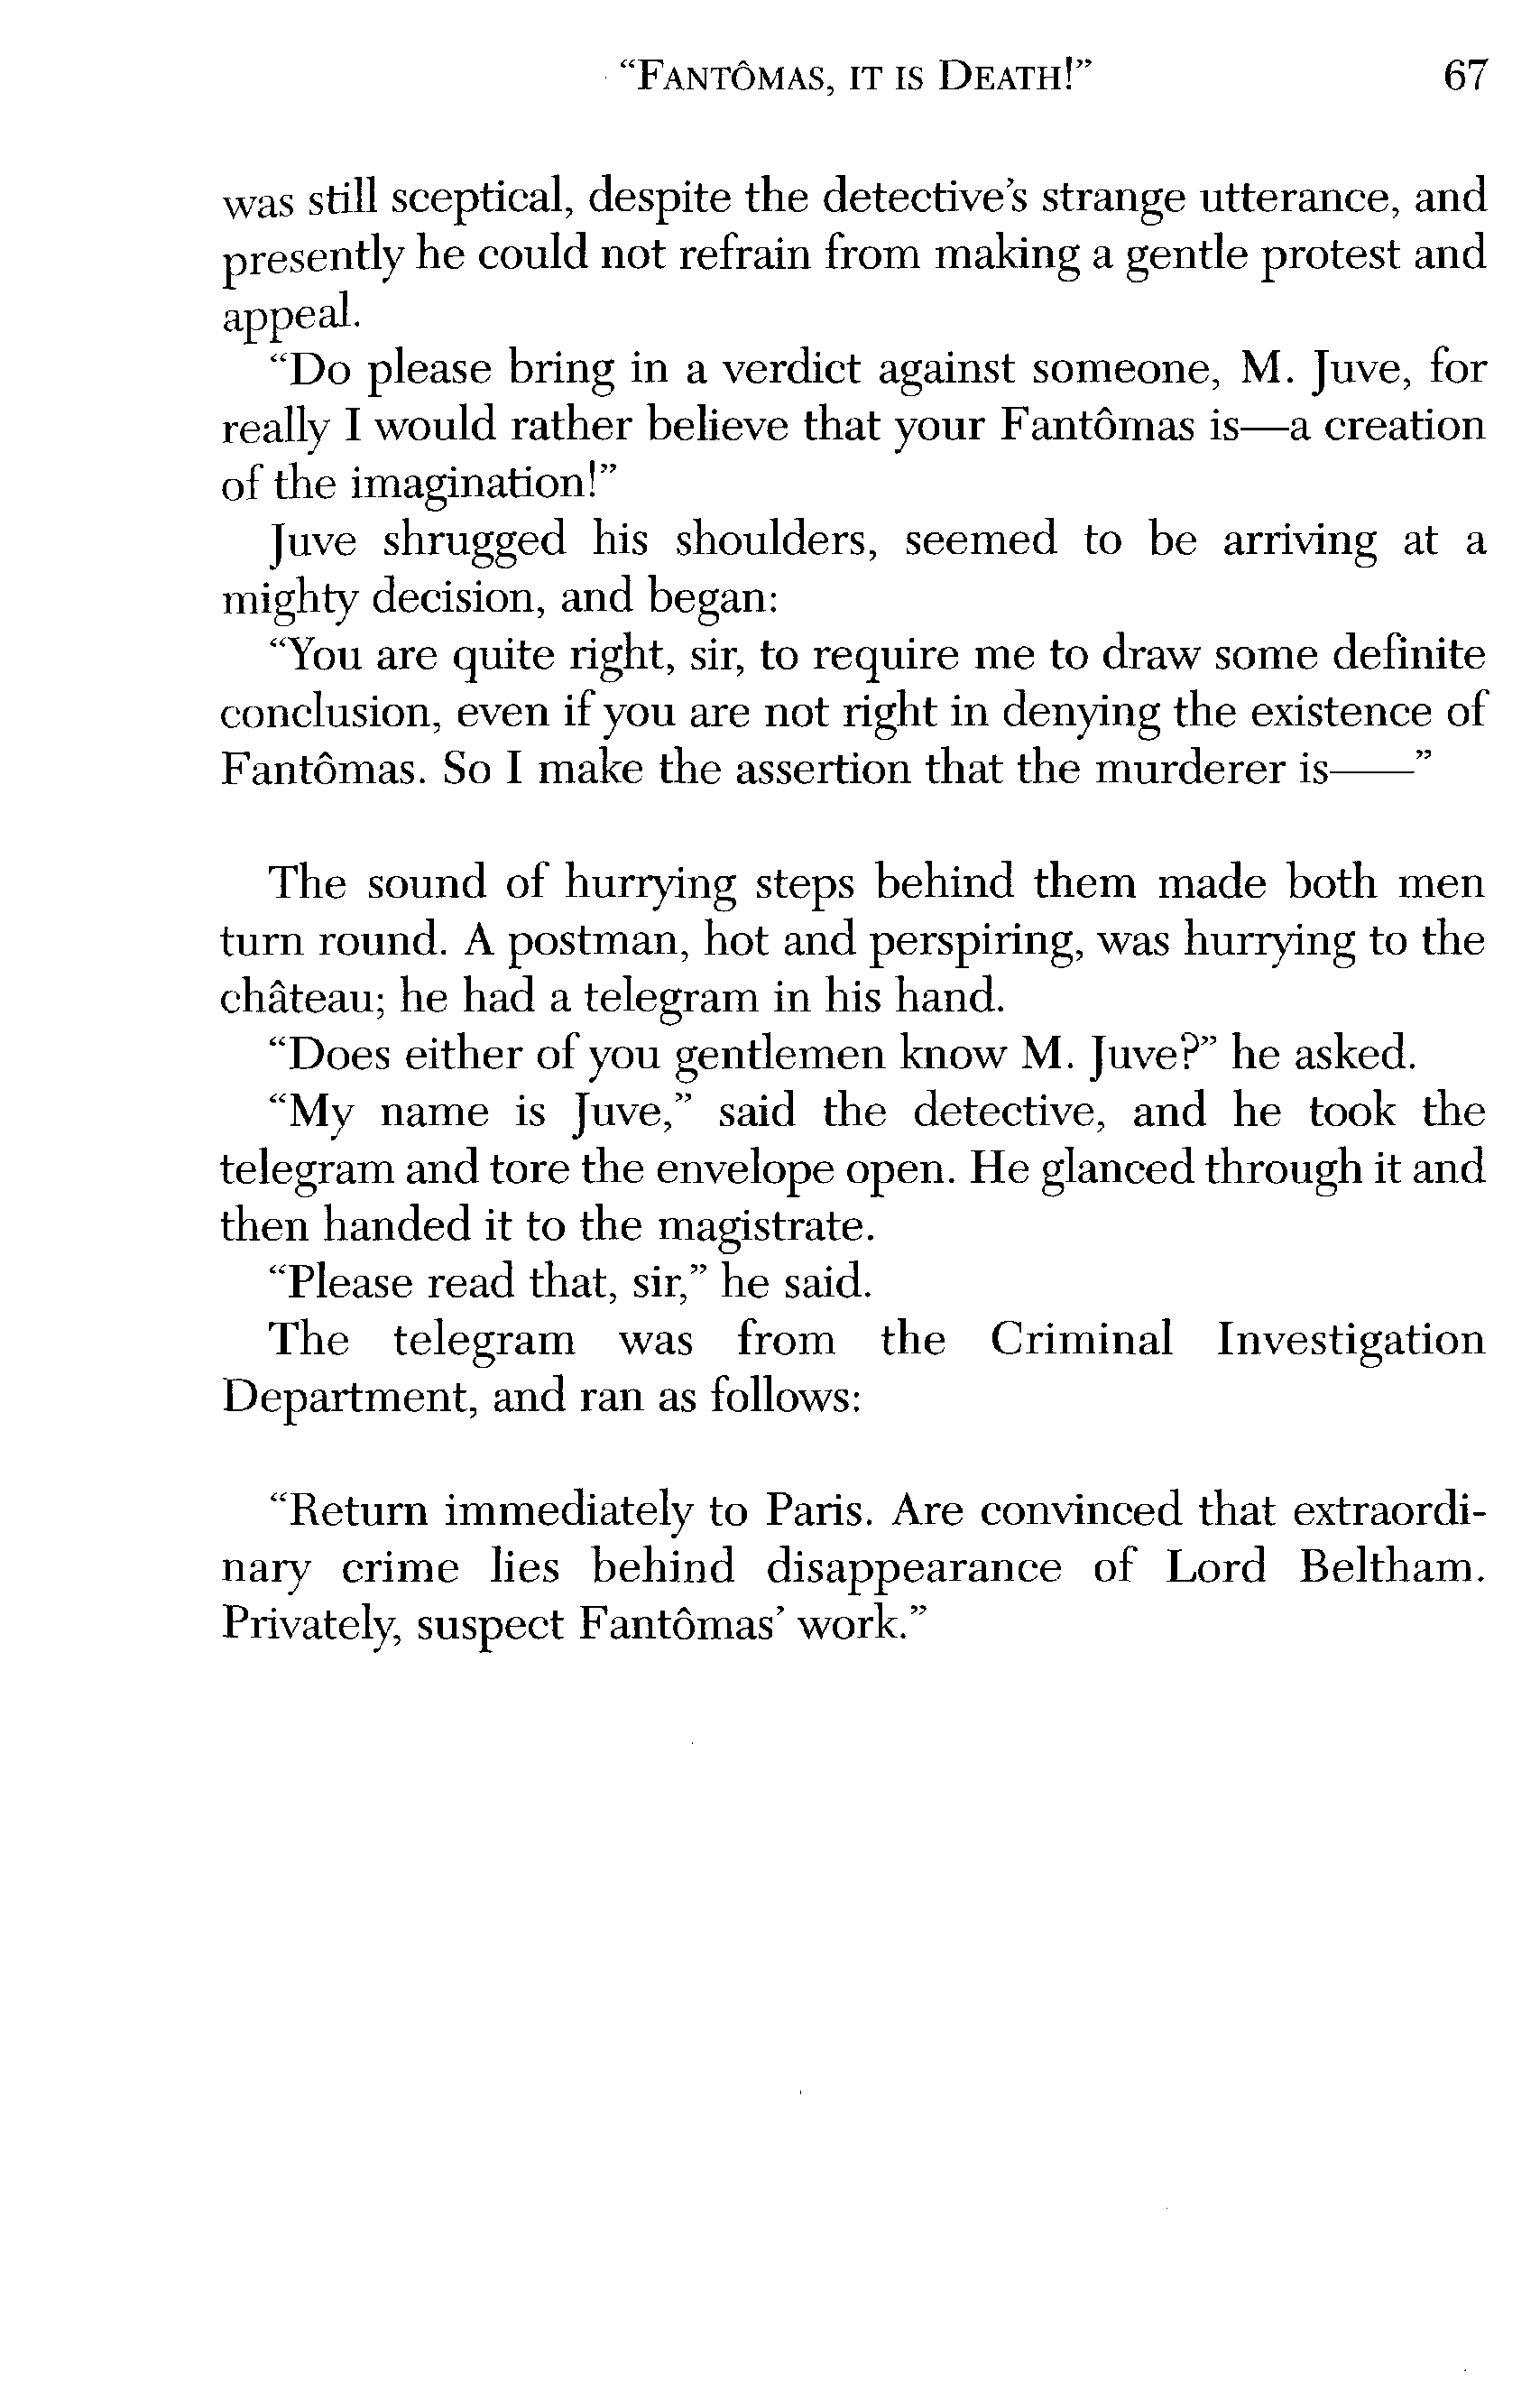 “FANTÔMAS, IT IS DEATH!” 67
was still sceptical, despite the detective’s strange utterance, and
presently he could not refrain from making a gentle protest and
appeal.
“Do please bring in a verdict against someone, M. Juve, for
really I would rather believe that your Fantômas is—a creation
of the imagination!”
Juve shrugged his shoulders, seemed to be arriving at a
mighty decision, and began:
“You are quite right, sir, to require me to draw some definite
conclusion, even if you are not right in denying the existence of
Fantômas. So I make the assertion that the murderer is——”
The sound of hurrying steps behind them made both men
turn round. A postman, hot and perspiring, was hurrying to the
château; he had a telegram in his hand.
“Does either of you gentlemen know M. Juve?” he asked.
“My name is Juve,” said the detective, and he took the
telegram and tore the envelope open. He glanced through it and
then handed it to the magistrate.
“Please read that, sir,” he said.
The telegram was from the Criminal Investigation
Department, and ran as follows:
“Return immediately to Paris. Are convinced that extraordi-
nary crime lies behind disappearance of Lord Beltham.
Privately, suspect Fantômas’ work.”